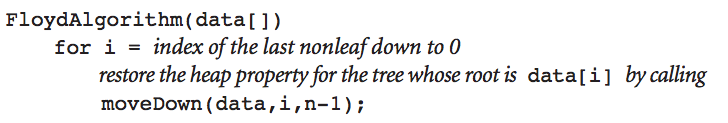 FloydAlgorithm(data[])
for i = index of the last nonleaf down to 0
restore the heap property for the tree whose root is data[i] by calling
moveDown(data,i,n-1);